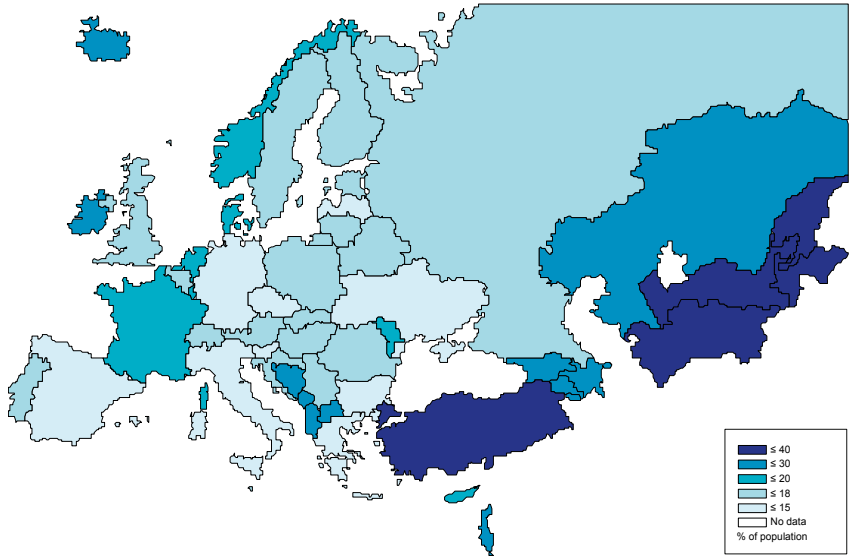 ≤ 40
≤ 30
≤ 20
≤ 18
≤ 15
No data
% of population